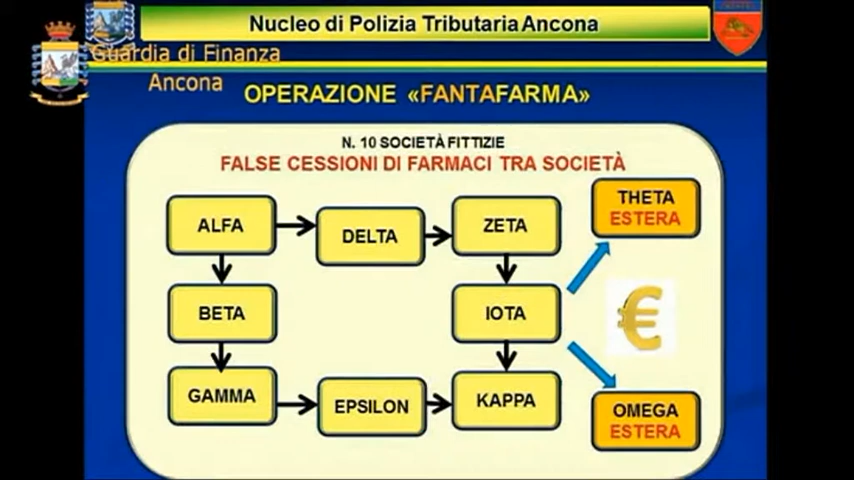 Nucleo di Polizia Tributaria Ancona
Guardia di Finanza
Ancona
OPERAZIONE «FANTAFARMA»
N. 10 SOCIETÀ FITTIZIE
FALSE CESSIONI DI FARMACI TRA SOCIETÀ
ALFA
DELTA
ZETA
THETA
ESTERA
BETA
IOTA
€
GAMMA
EPSILON
KAPPA
OMEGA
ESTERA